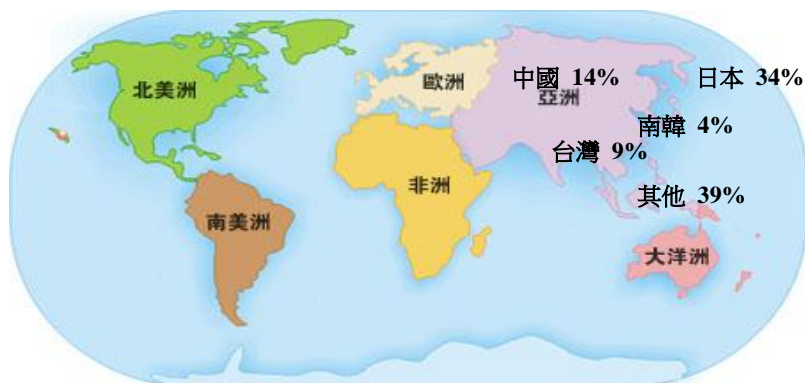 中國 14%
日本 34%
北美洲
歐洲
亞洲
南韓 4%
台灣 9%
非洲
其他 39%
南美洲
大洋洲